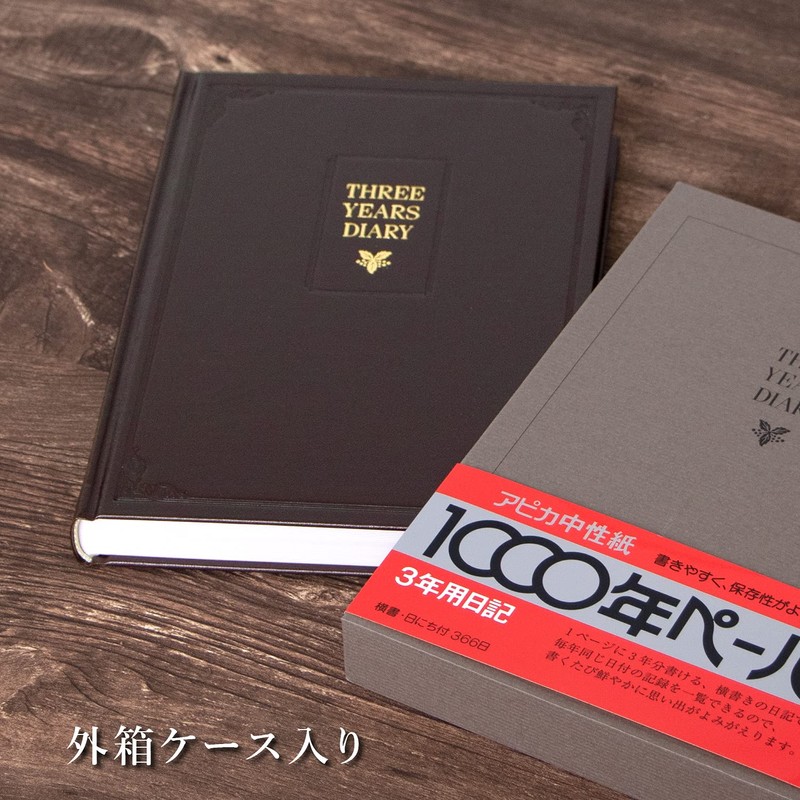 THREE
YEARS
DIARY
TH
YEA
DIAR
アピカ中性紙
書きやすく、保存性がよ
1000年ペーパ
3年用日記
横書・日にち付 366日
1ページに3年分書ける、横書きの日記で
毎年同じ日付の記録を一覧できるので、
書くたび鮮やかに思い出がよみがえります。
外箱ケース入り